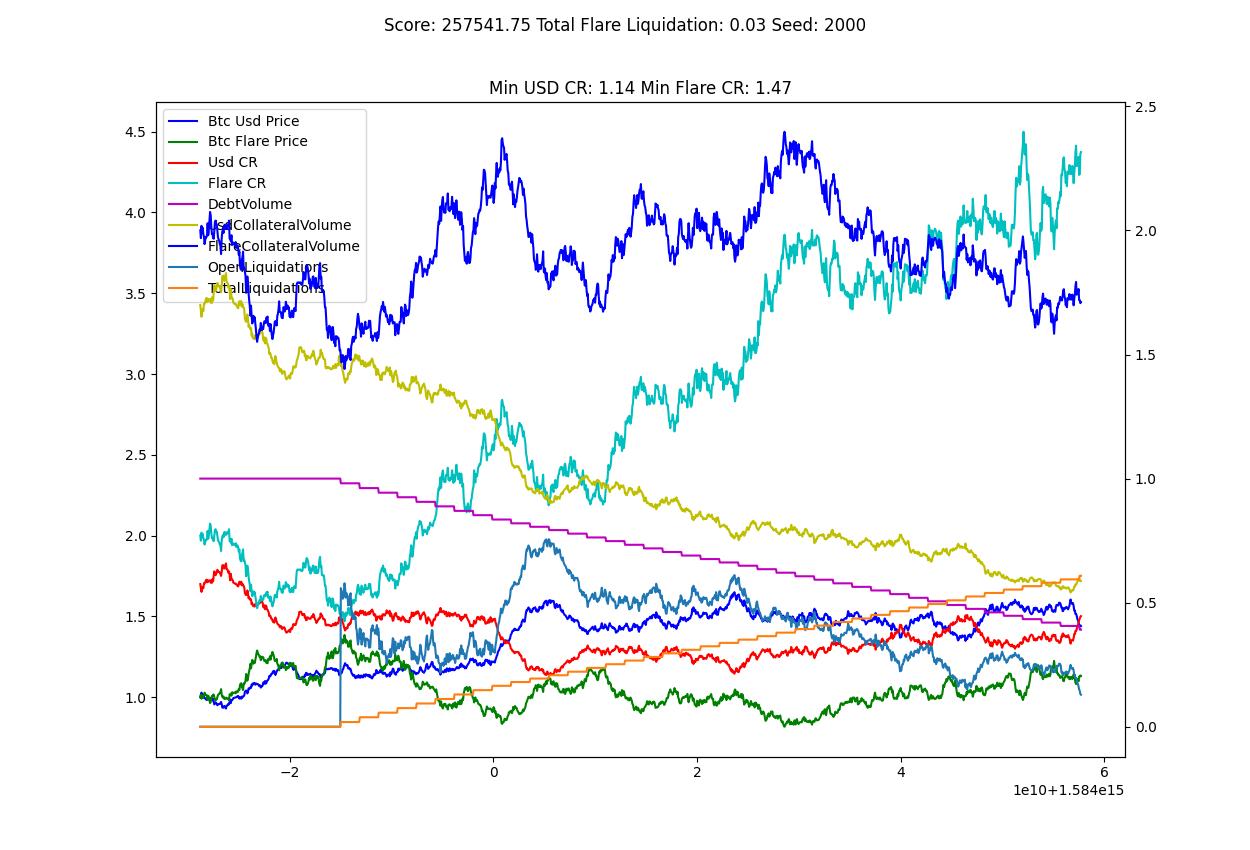 Score: 257541.75 Total Flare Liquidation: 0.03 Seed: 2000
Min USD CR: 1.14 Min Flare CR: 1.47
Btc Usd Price
Btc Flare Price
Usd CR
Flare CR
DebtVolume
UsdCollateralVolume
FlareCollateralVolume
OpenLiquidations
TotalLiquidations
4.5
4.0
3.5
3.0
2.5
2.0
1.5
1.0
2.5
2.0
1.5
1.0
0.5
0.0
−2 0 2 4 6
1e10+1.584e15